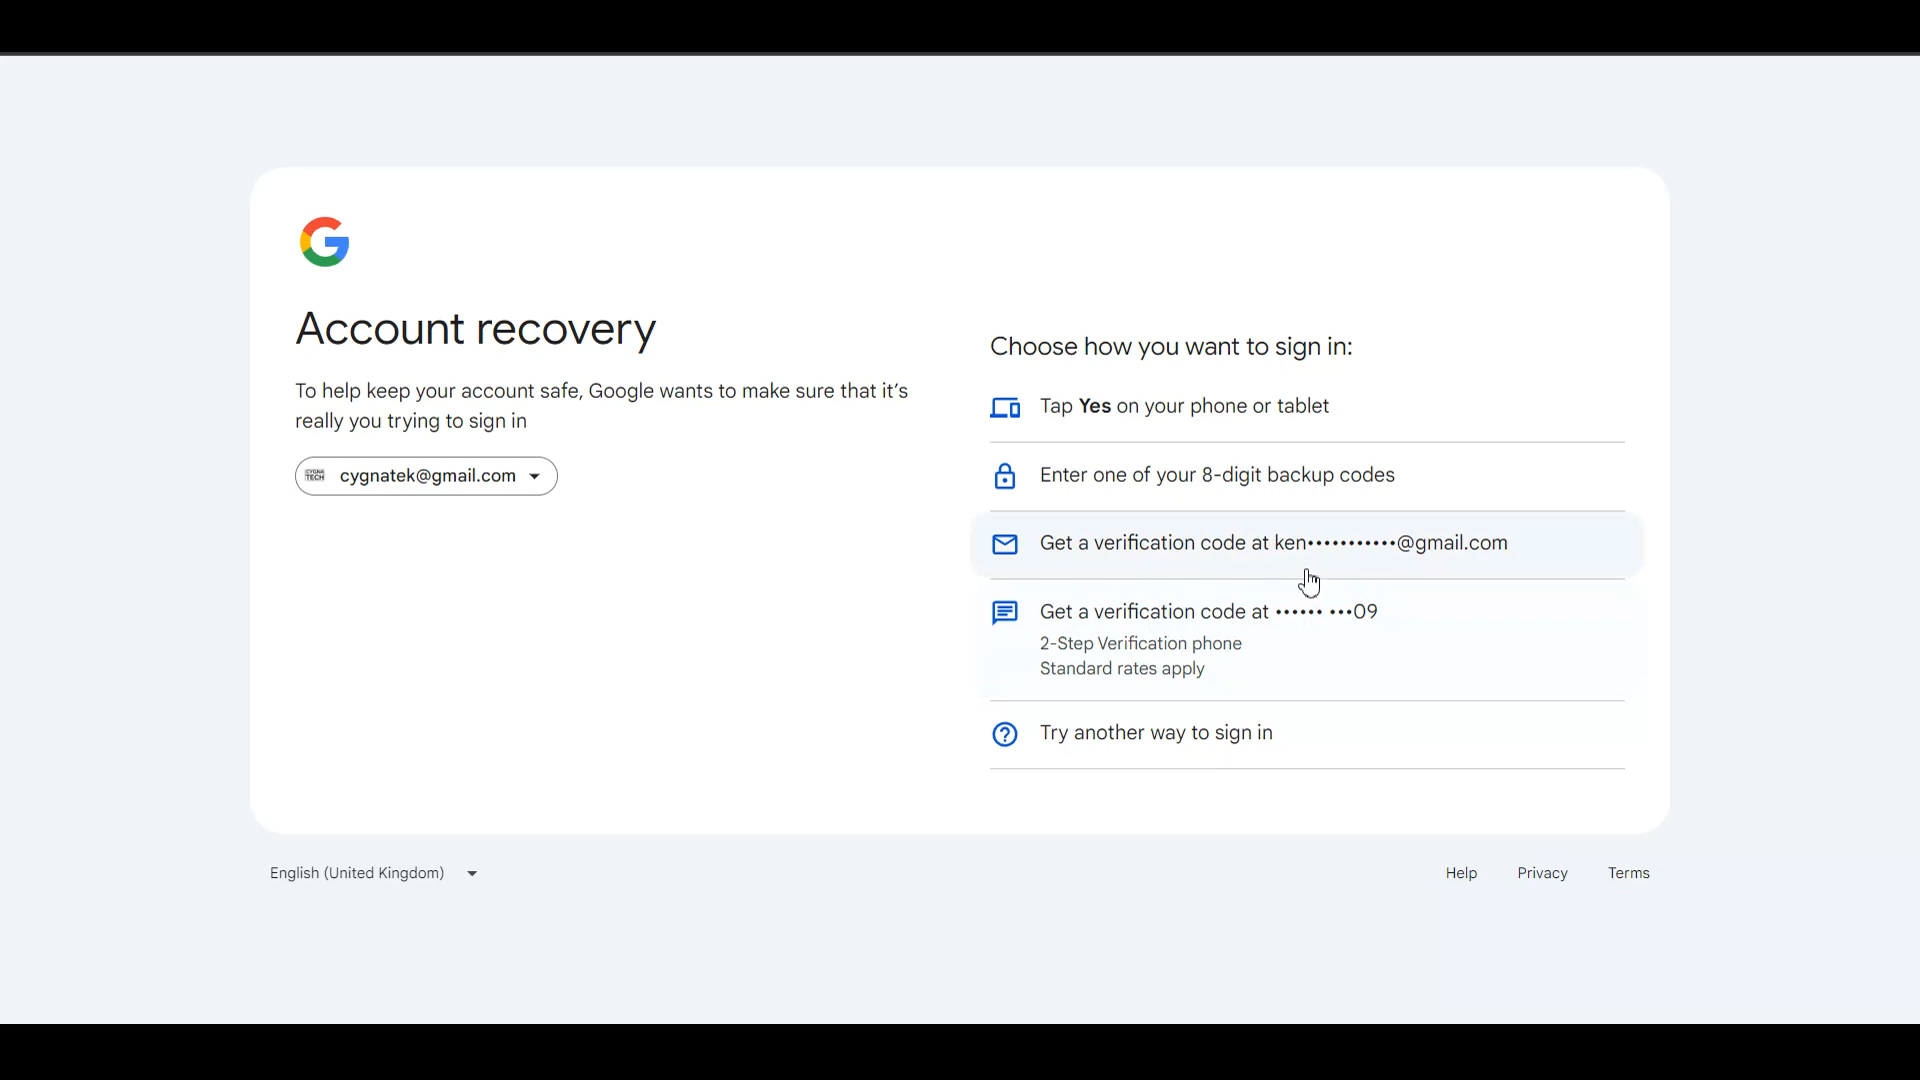 Account recovery
To help keep your account safe, Google wants to make sure that it's
really you trying to sign in
CYGNA
TECH
cygnatek@gmail.com
Choose how you want to sign in:
Tap Yes on your phone or tablet
Enter one of your 8-digit backup codes
Get a verification code at ken•••••••••••@gmail.com
Get a verification code at •••••• •••09
2-Step Verification phone
Standard rates apply
Try another way to sign in
English (United Kingdom)
Help Privacy Terms